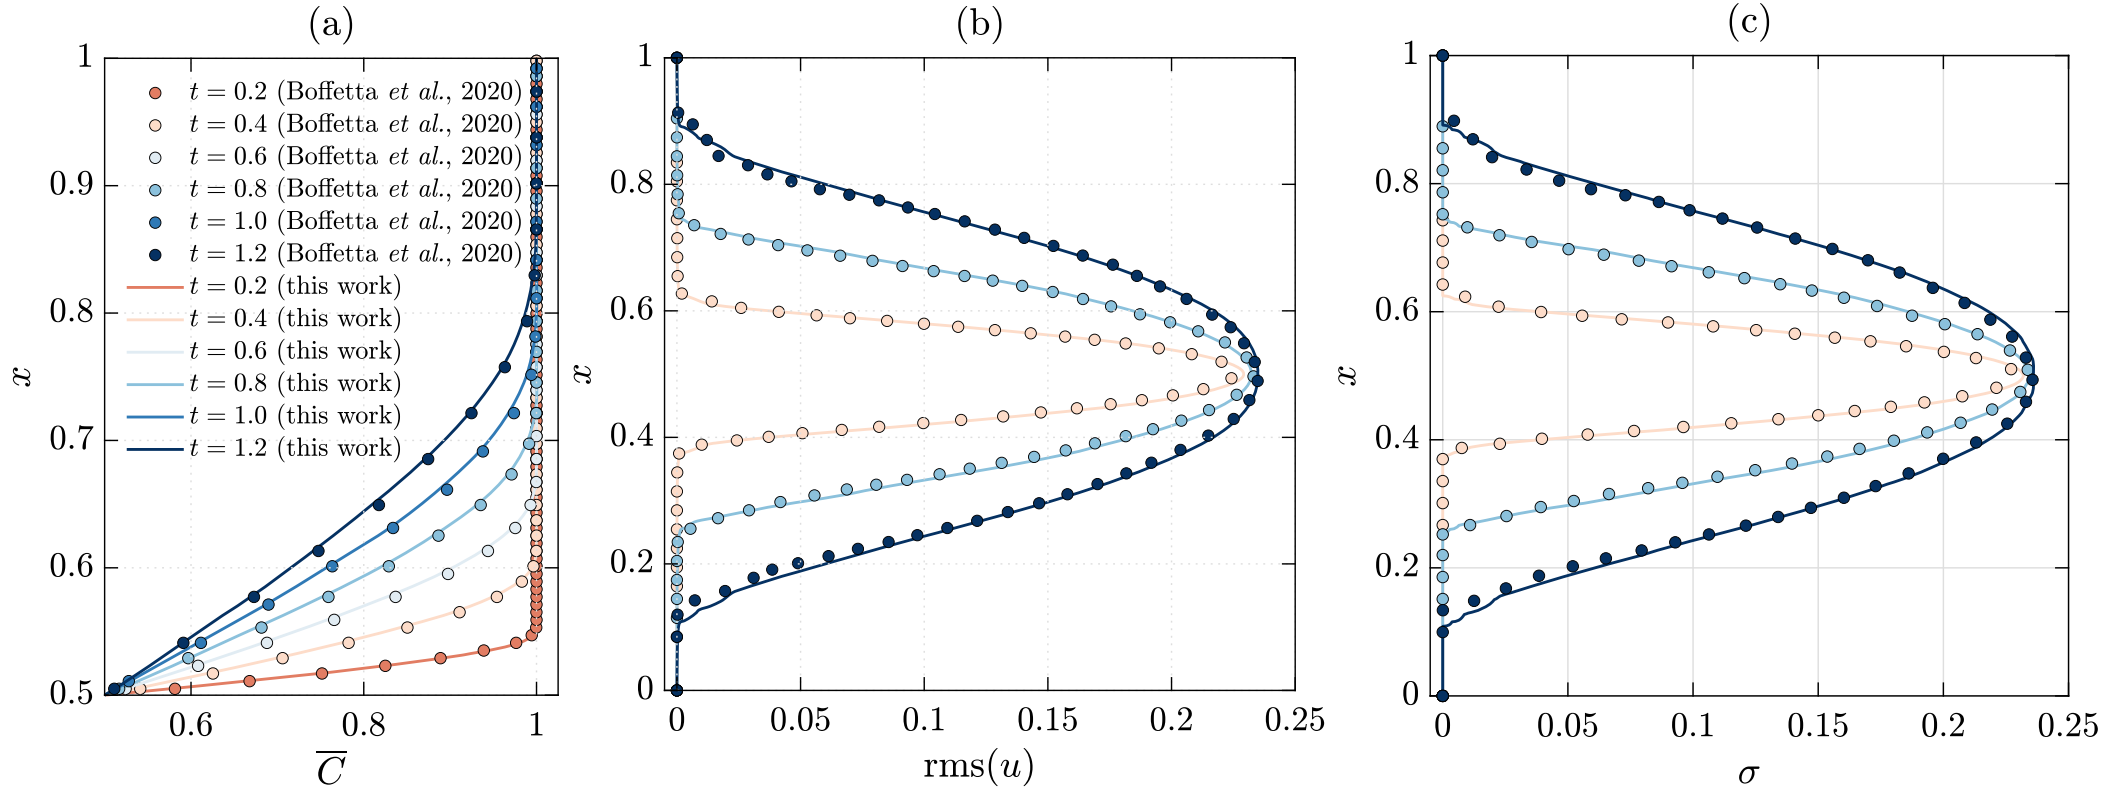 (a)
1
0.9
0.8
0.7
0.6
0.5
x
t = 0.2 (Boffetta et al., 2020)
t = 0.4 (Boffetta et al., 2020)
t = 0.6 (Boffetta et al., 2020)
t = 0.8 (Boffetta et al., 2020)
t = 1.0 (Boffetta et al., 2020)
t = 1.2 (Boffetta et al., 2020)
t = 0.2 (this work)
t = 0.4 (this work)
t = 0.6 (this work)
t = 0.8 (this work)
t = 1.0 (this work)
t = 1.2 (this work)
0.6 0.8 1
C̅
(b)
1
0.8
0.6
0.4
0.2
0
x
0 0.05 0.1 0.15 0.2 0.25
rms(u)
(c)
1
0.8
0.6
0.4
0.2
0
x
0 0.05 0.1 0.15 0.2 0.25
σ